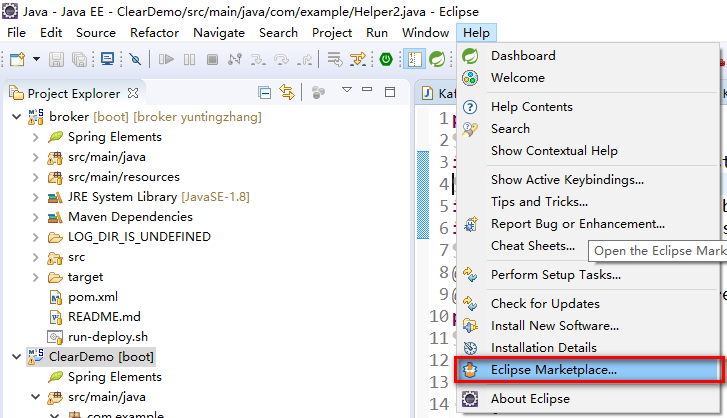 Java - Java EE - ClearDemo/src/main/java/com/example/Helper2.java - Eclipse
File Edit Source Refactor Navigate Search Project Run Window Help
Project Explorer
broker [boot] [broker yuntingzhang]
Spring Elements
src/main/java
src/main/resources
JRE System Library [JavaSE-1.8]
Maven Dependencies
LOG_DIR_IS_UNDEFINED
src
target
pom.xml
README.md
run-deploy.sh
ClearDemo [boot]
Spring Elements
src/main/java
com.example
Kaf
1
3
4
5
6
7
8
9
10
11
12
13
14
Dashboard
Welcome
Help Contents
Search
Show Contextual Help
Show Active Keybindings...
Tips and Tricks...
Report Bug or Enhancement...
Cheat Sheets...
Open the Eclipse Mark
Perform Setup Tasks...
Check for Updates
Install New Software...
Installation Details
Eclipse Marketplace...
About Eclipse